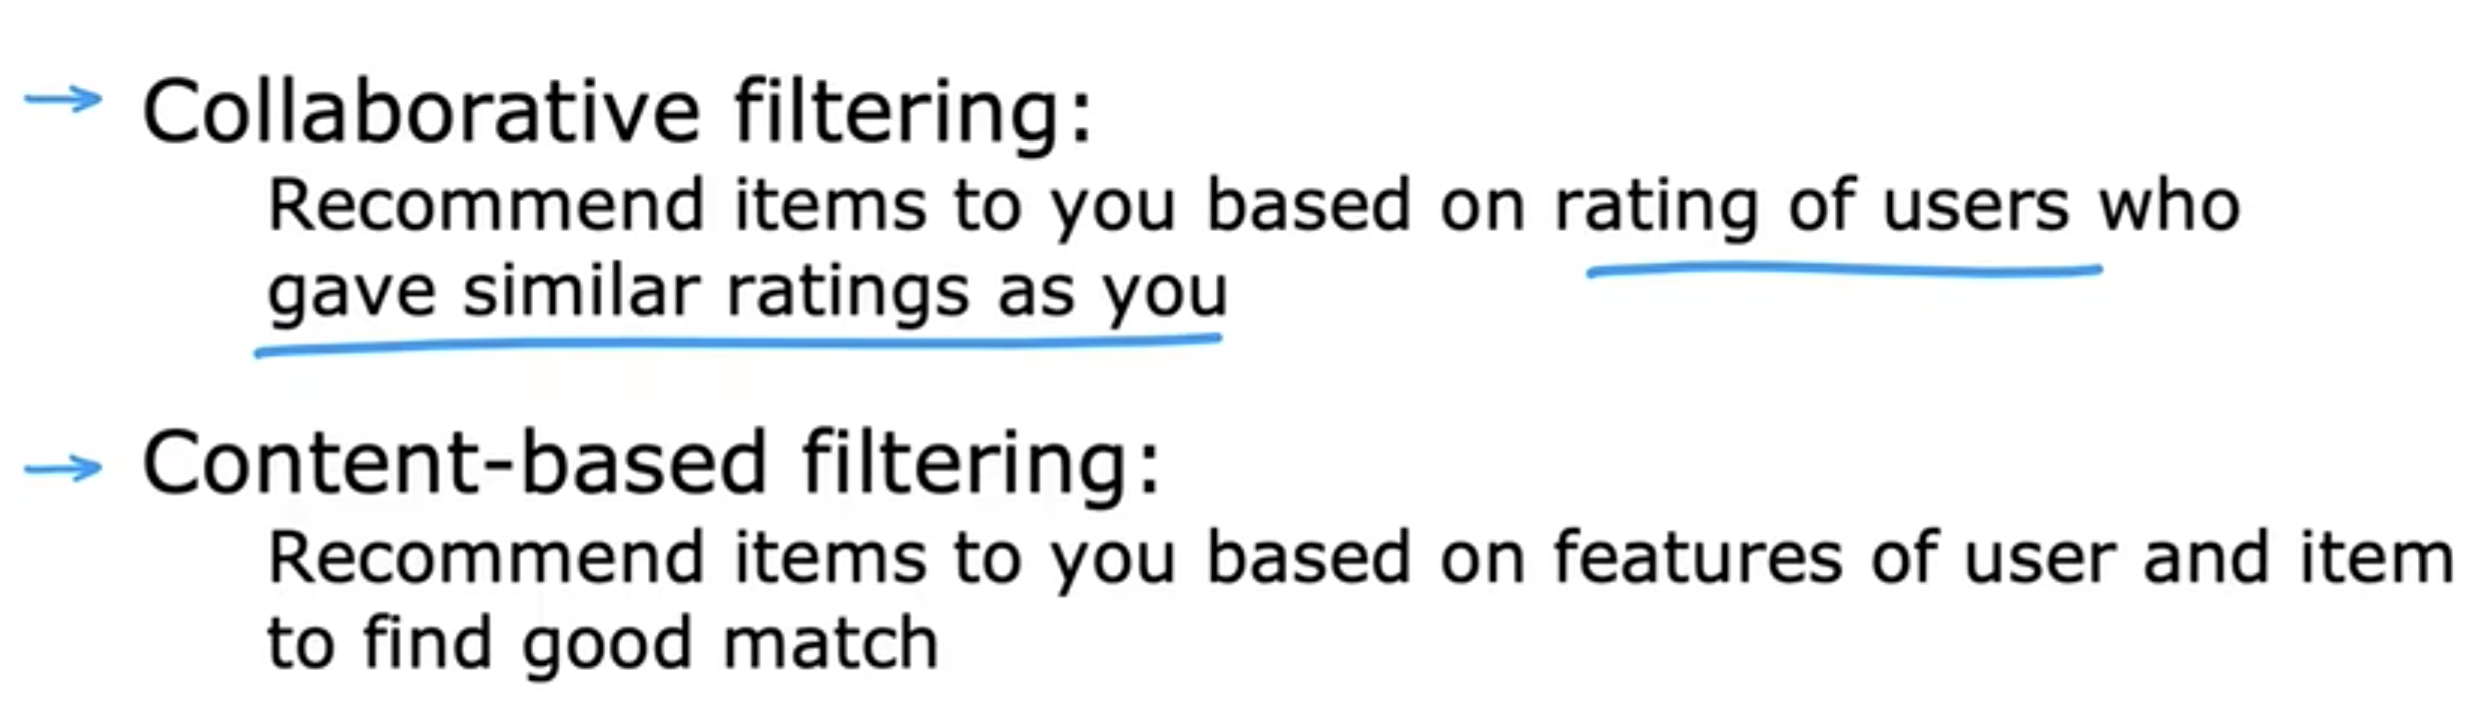 Collaborative filtering:
Recommend items to you based on rating of users who
gave similar ratings as you
Content-based filtering:
Recommend items to you based on features of user and item
to find good match